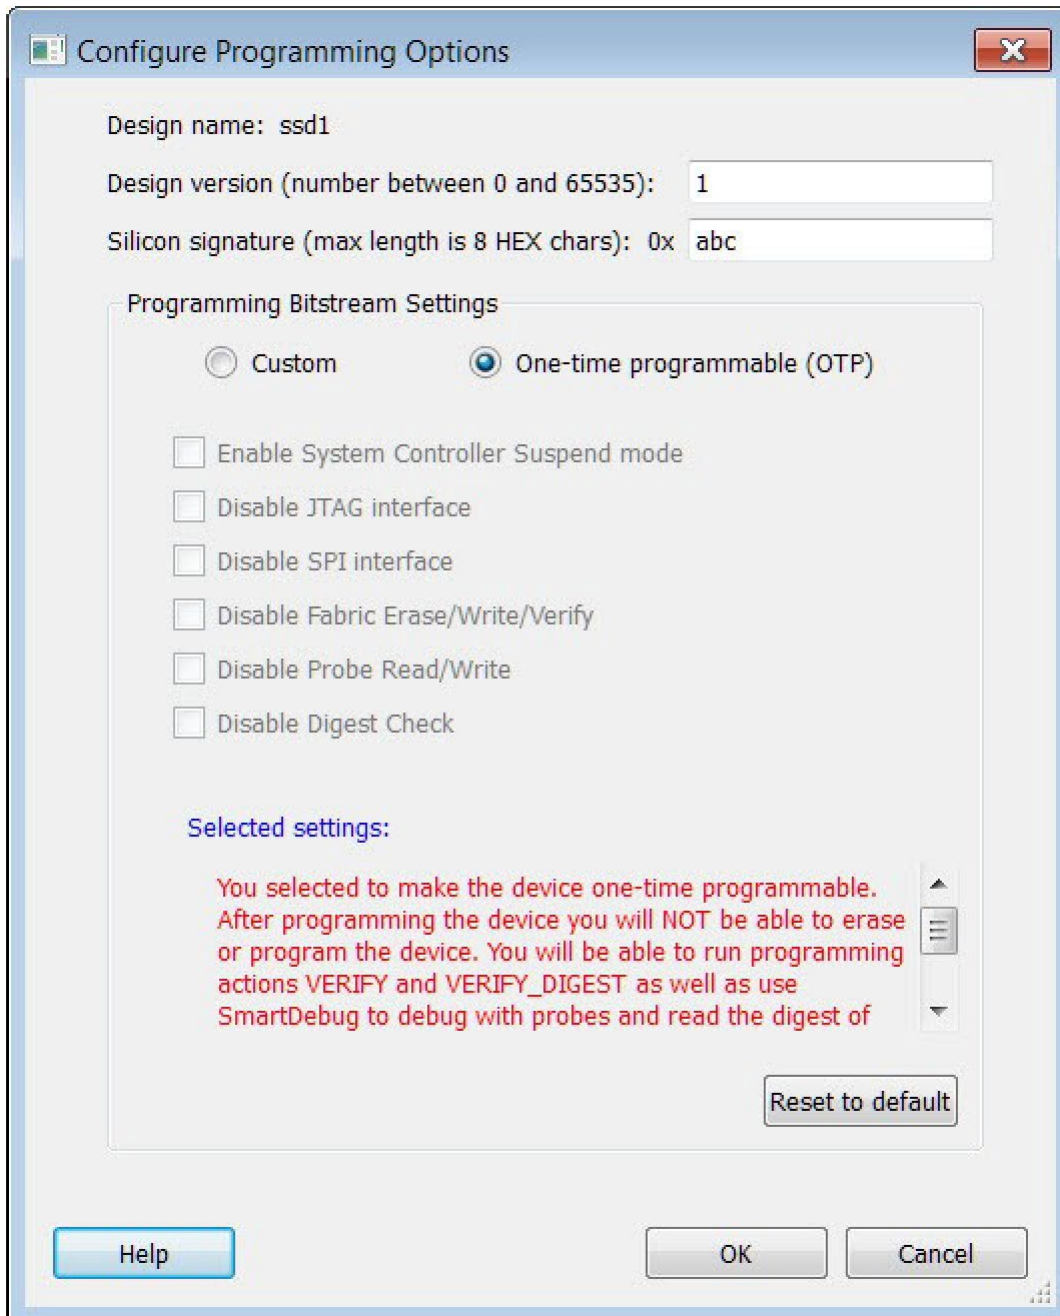 Configure Programming Options
Design name: ssd1
Design version (number between 0 and 65535): 1
Silicon signature (max length is 8 HEX chars): 0x abc
Programming Bitstream Settings
Custom One-time programmable (OTP)
Enable System Controller Suspend mode
Disable JTAG interface
Disable SPI interface
Disable Fabric Erase/Write/Verify
Disable Probe Read/Write
Disable Digest Check
Selected settings:
You selected to make the device one-time programmable.
After programming the device you will NOT be able to erase
or program the device. You will be able to run programming
actions VERIFY and VERIFY_DIGEST as well as use
SmartDebug to debug with probes and read the digest of
Reset to default
Help OK Cancel